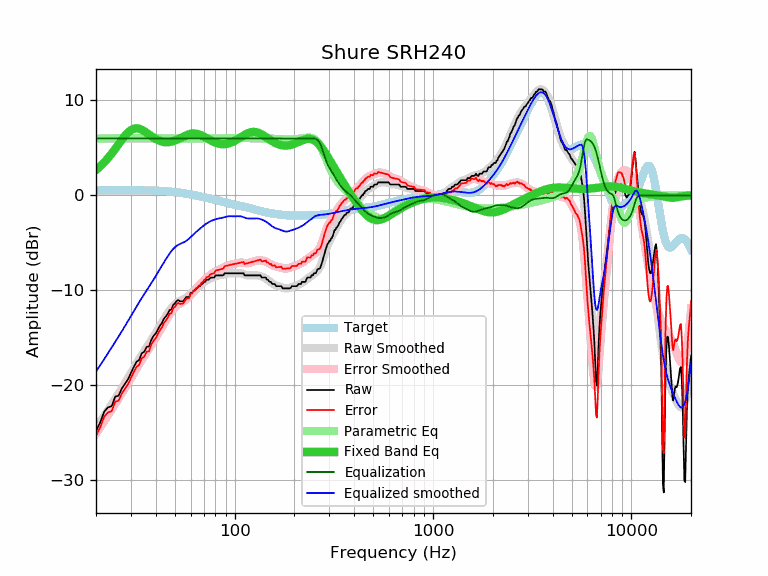 Shure SRH240
10
0
−10
−20
−30
Amplitude (dBr)
Target
Raw Smoothed
Error Smoothed
Raw
Error
Parametric Eq
Fixed Band Eq
Equalization
Equalized smoothed
100 1000 10000
Frequency (Hz)